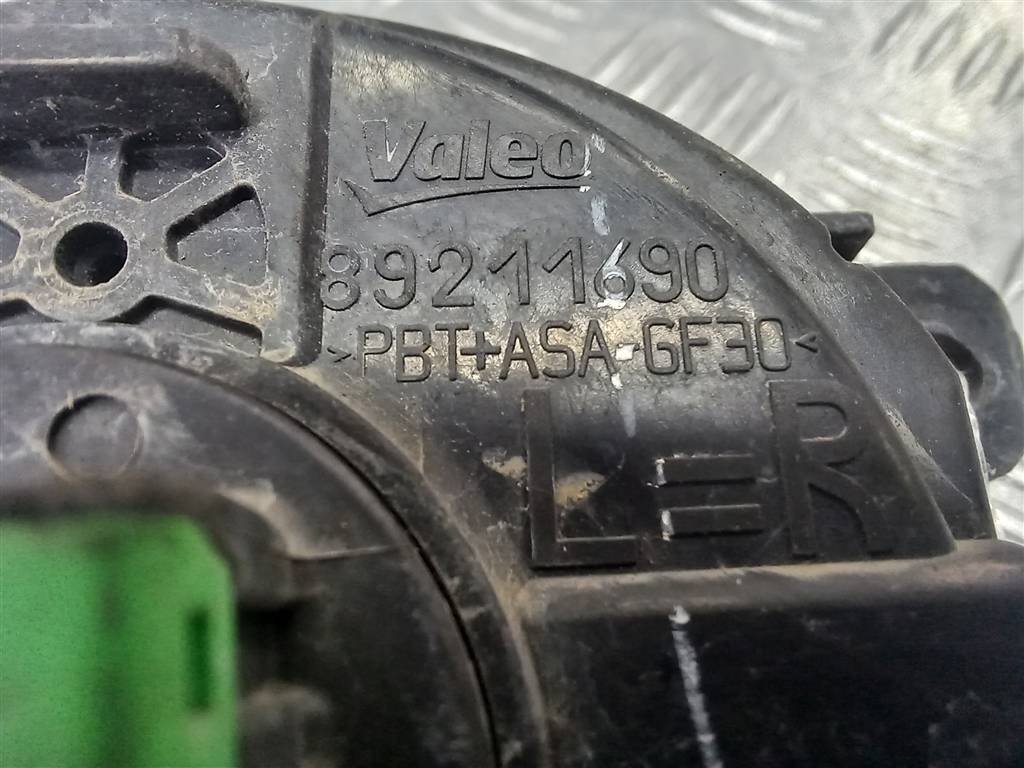 Valeo
89211690
>PBT+ASA-GF30<
L=R